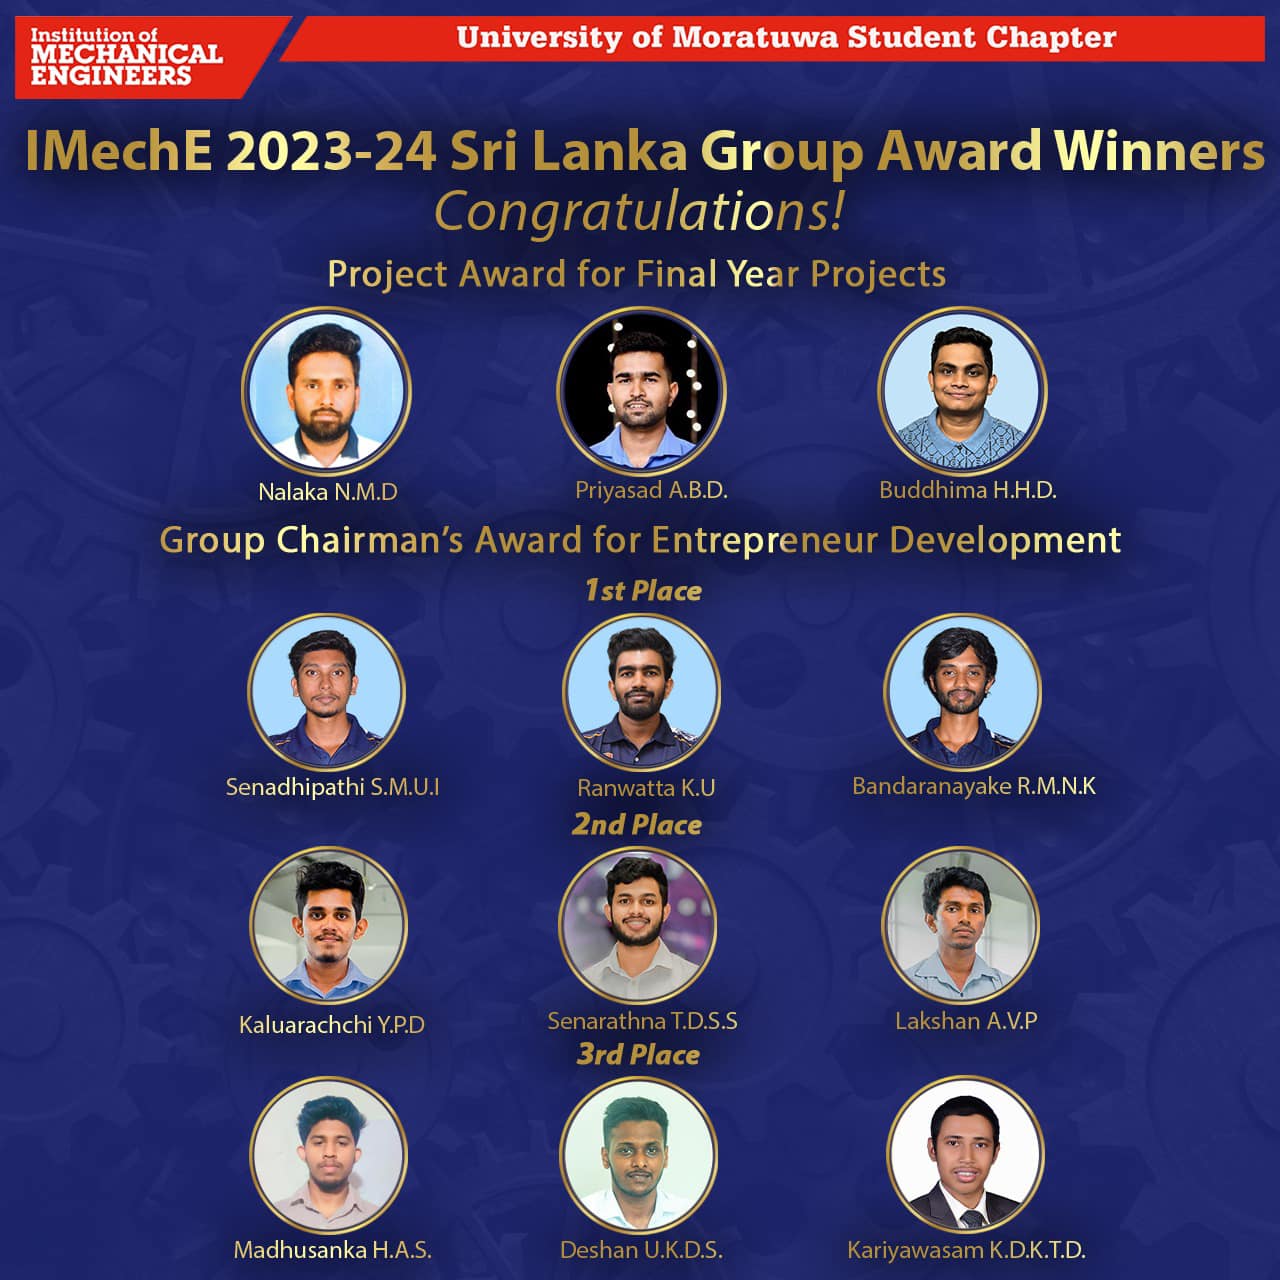 Institution of
MECHANICAL
ENGINEERS
University of Moratuwa Student Chapter
IMechE 2023-24 Sri Lanka Group Award Winners
Congratulations!
Project Award for Final Year Projects
Nalaka N.M.D
Priyasad A.B.D.
Buddhima H.H.D.
Group Chairman's Award for Entrepreneur Development
1st Place
Senadhipathi S.M.U.I
Ranwatta K.U
Bandaranayake R.M.N.K
2nd Place
Kaluarachchi Y.P.D
Senarathna T.D.S.S
Lakshan A.V.P
3rd Place
Madhusanka H.A.S.
Deshan U.K.D.S.
Kariyawasam K.D.K.T.D.